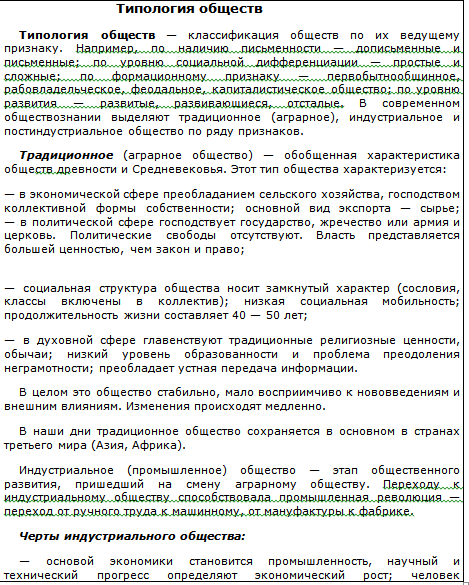 Типология обществ
Типология обществ — классификация обществ по их ведущему
признаку. Например, по наличию письменности — дописьменные и
письменные; по уровню социальной дифференциации — простые и
сложные; по формационному признаку — первобытнообщинное,
рабовладельческое, феодальное, капиталистическое общество; по уровню
развития — развитые, развивающиеся, отсталые. В современном
обществознании выделяют традиционное (аграрное), индустриальное и
постиндустриальное общество по ряду признаков.
Традиционное (аграрное общество) — обобщенная характеристика
обществ древности и Средневековья. Этот тип общества характеризуется:
— в экономической сфере преобладанием сельского хозяйства, господством
коллективной формы собственности; основной вид экспорта — сырье;
— в политической сфере господствует государство, жречество или армия и
церковь. Политические свободы отсутствуют. Власть представляется
большей ценностью, чем закон и право;
— социальная структура общества носит замкнутый характер (сословия,
классы включены в коллектив); низкая социальная мобильность;
продолжительность жизни составляет 40 — 50 лет;
— в духовной сфере главенствуют традиционные религиозные ценности,
обычаи; низкий уровень образованности и проблема преодоления
неграмотности; преобладает устная передача информации.
В целом это общество стабильно, мало восприимчиво к нововведениям и
внешним влияниям. Изменения происходят медленно.
В наши дни традиционное общество сохраняется в основном в странах
третьего мира (Азия, Африка).
Индустриальное (промышленное) общество — этап общественного
развития, пришедший на смену аграрному обществу. Переходу к
индустриальному обществу способствовала промышленная революция —
переход от ручного труда к машинному, от мануфактуры к фабрике.
Черты индустриального общества:
— основой экономики становится промышленность, научный и
технический прогресс определяют экономический рост; человек